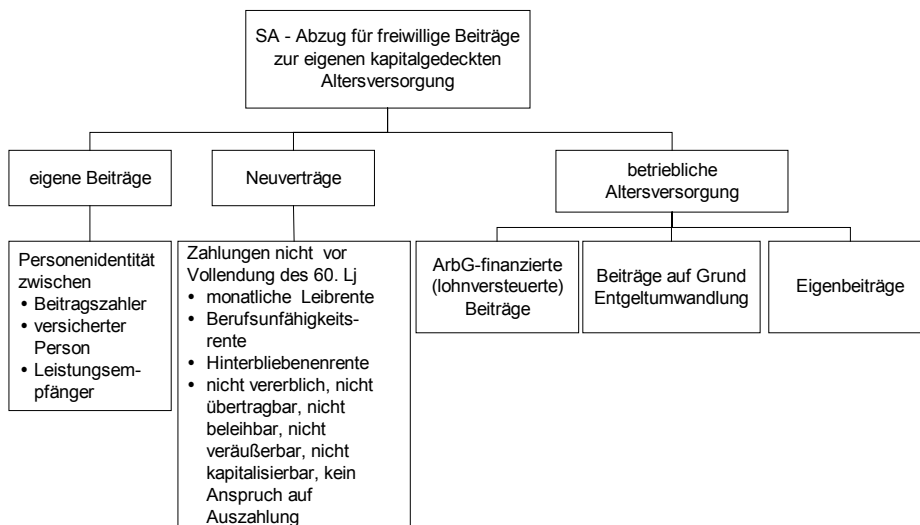 SA - Abzug für freiwillige Beiträge
zur eigenen kapitalgedeckten
Altersversorgung
eigene Beiträge
Neuverträge
betriebliche
Altersversorgung
Personenidentität
zwischen
• Beitragszahler
• versicherter
Person
• Leistungsem-
pfänger
Zahlungen nicht vor
Vollendung des 60. Lj
• monatliche Leibrente
• Berufsunfähigkeits-
rente
• Hinterbliebenenrente
• nicht vererblich, nicht
übertragbar, nicht
beleihbar, nicht
veräußerbar, nicht
kapitalisierbar, kein
Anspruch auf
Auszahlung
ArbG-finanzierte
(lohnversteuerte)
Beiträge
Beiträge auf Grund
Entgeltumwandlung
Eigenbeiträge